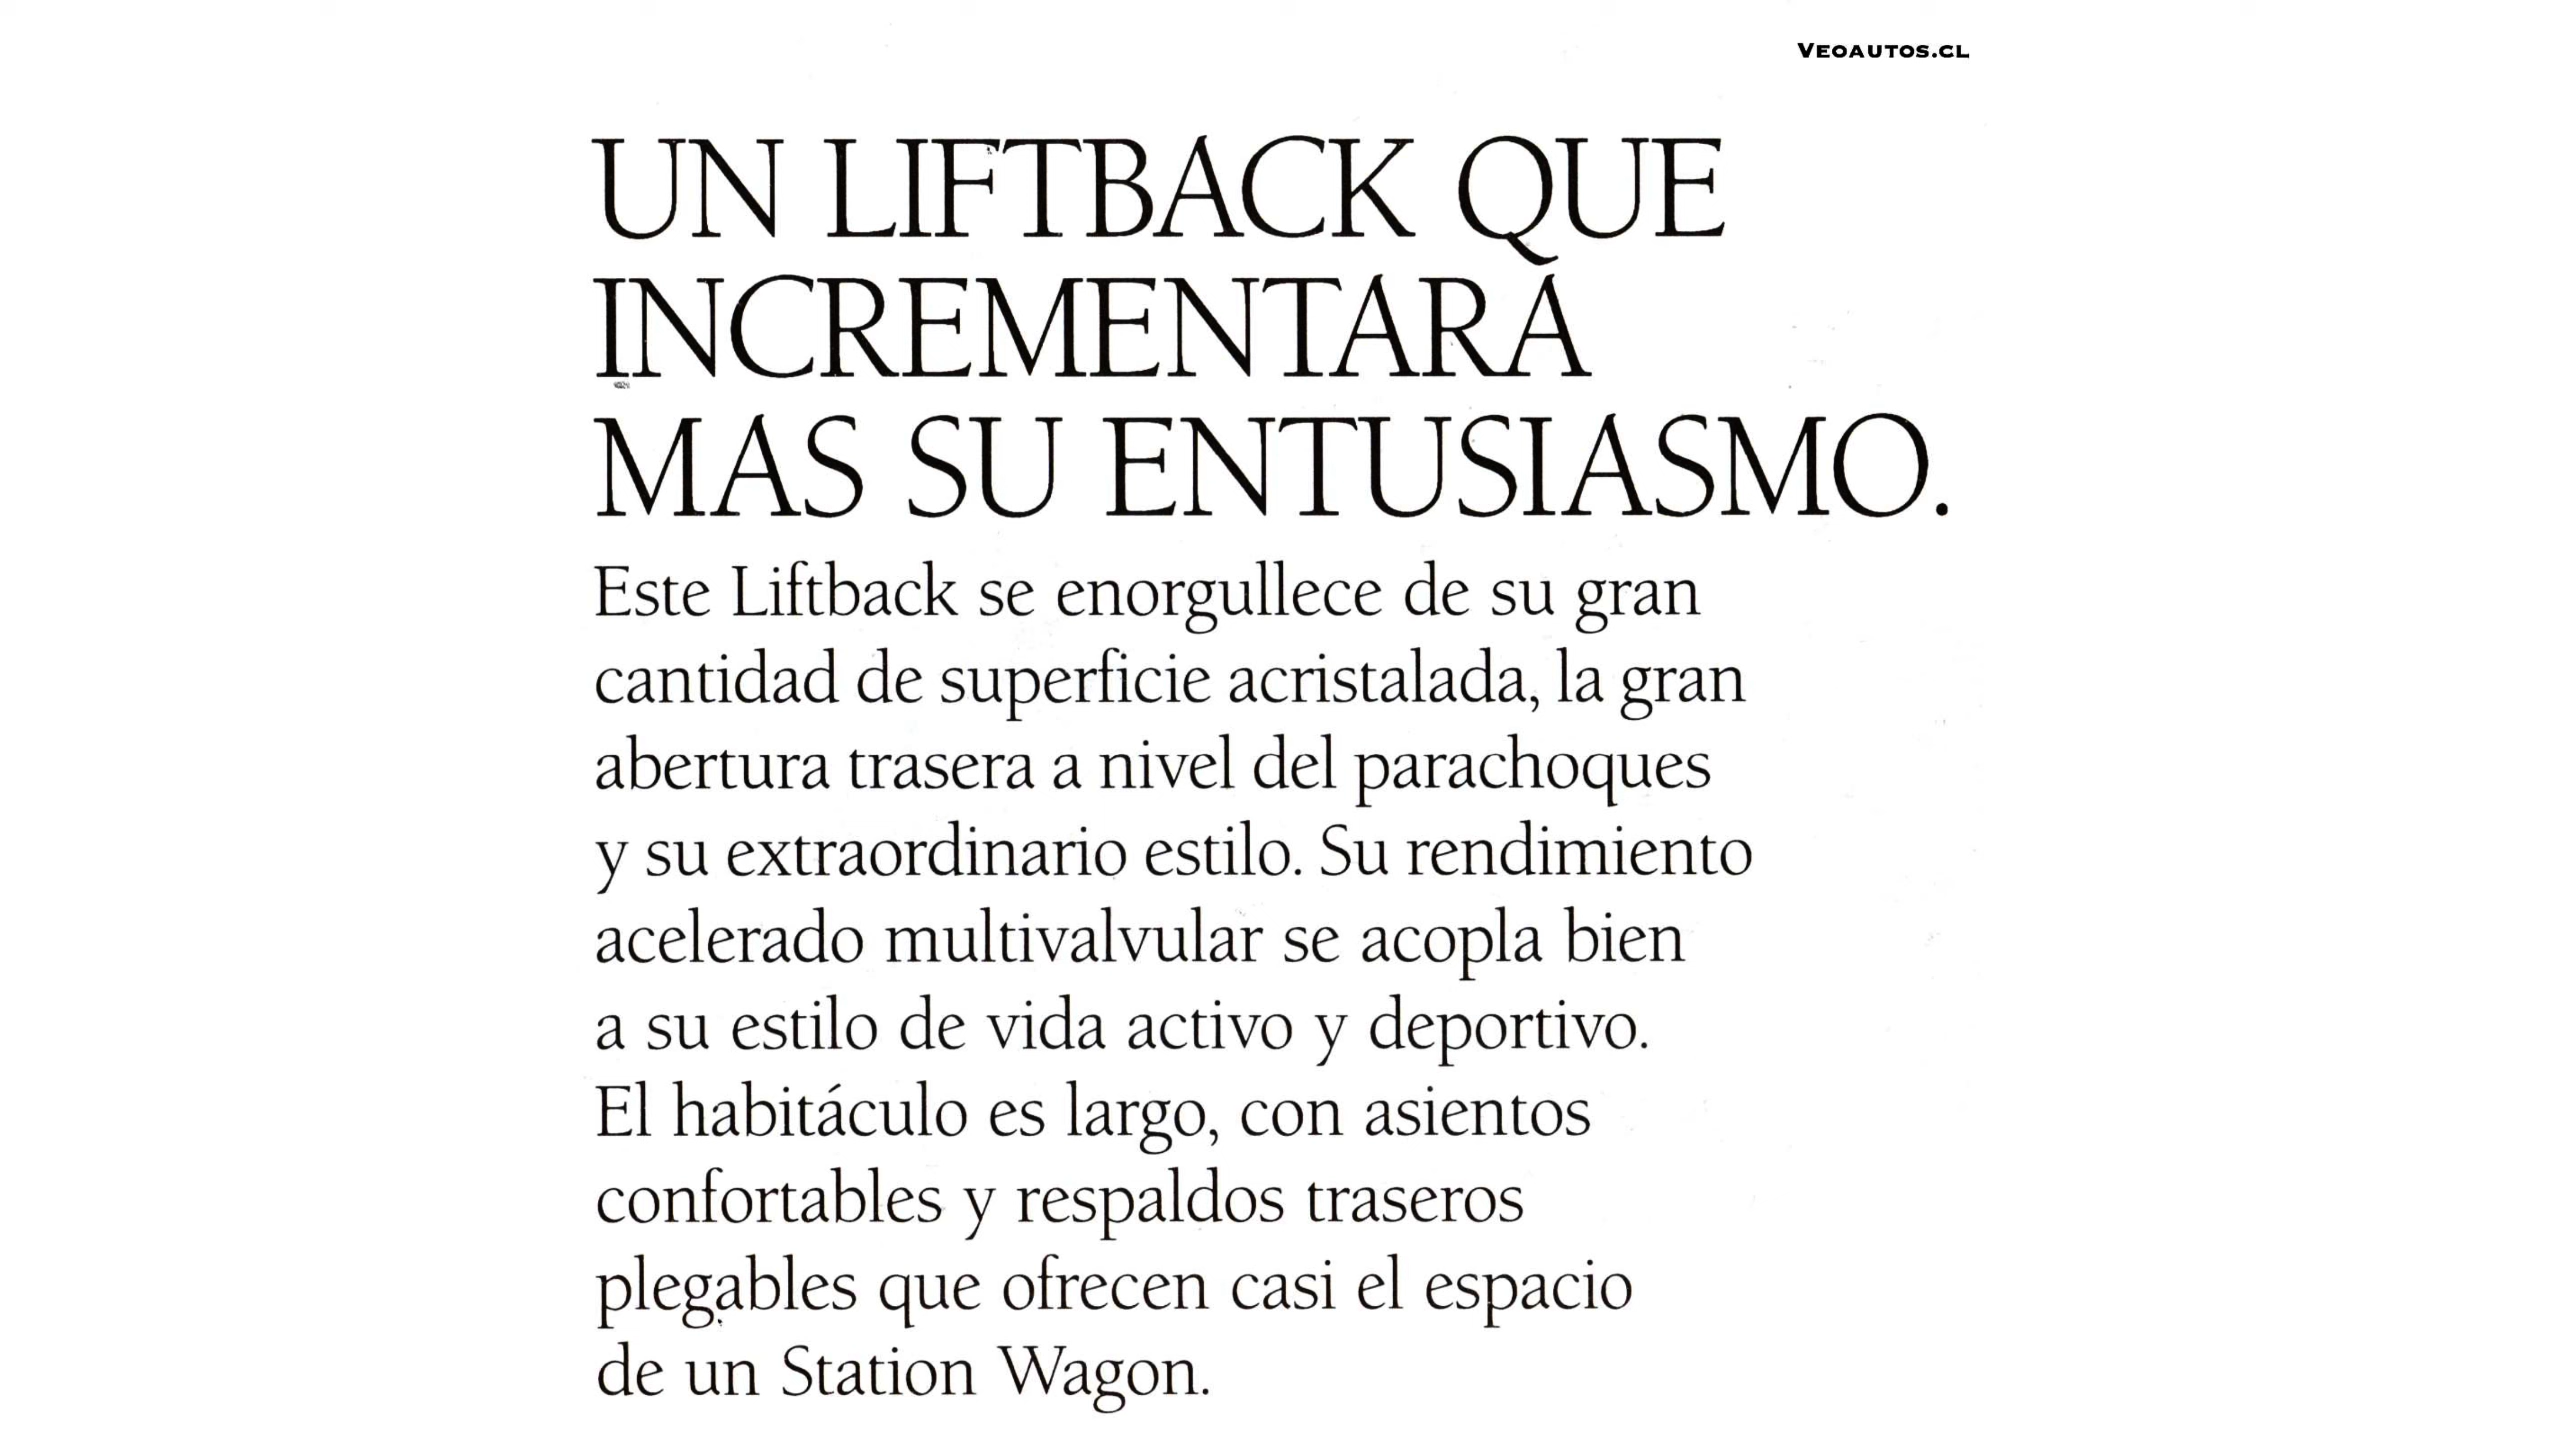 VEOAUTOS.CL
UN LIFTBACK QUE
INCREMENTARA
MAS SU ENTUSIASMO.
Este Liftback se enorgullece de su gran
cantidad de superficie acristalada, la gran
abertura trasera a nivel del parachoques
y su extraordinario estilo. Su rendimiento
acelerado multivalvular se acopla bien
a su estilo de vida activo y deportivo.
El habitáculo es largo, con asientos
confortables y respaldos traseros
plegables que ofrecen casi el espacio
de un Station Wagon.